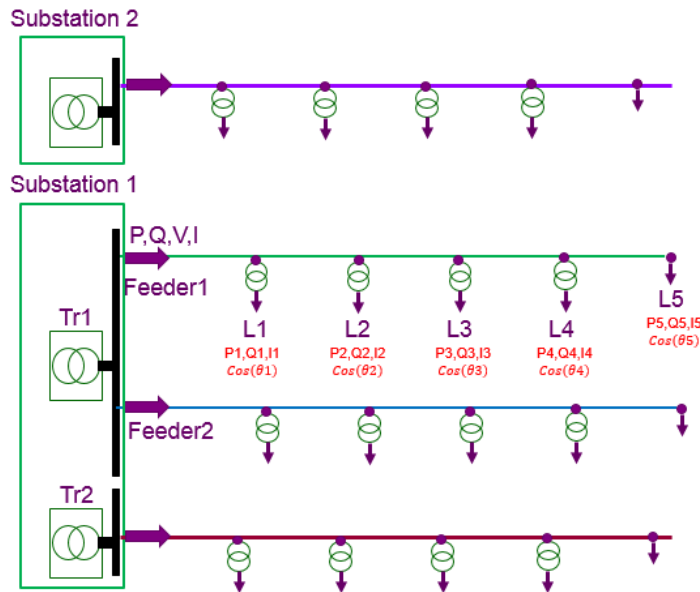 Substation 2
Substation 1
P,Q,V,I
Feeder1
Tr1
L1
L2
L3
L4
L5
P1,Q1,I1
P2,Q2,I2
P3,Q3,I3
P4,Q4,I4
P5,Q5,I5
Cos(θ1)
Cos(θ2)
Cos(θ3)
Cos(θ4)
Cos(θ5)
Feeder2
Tr2